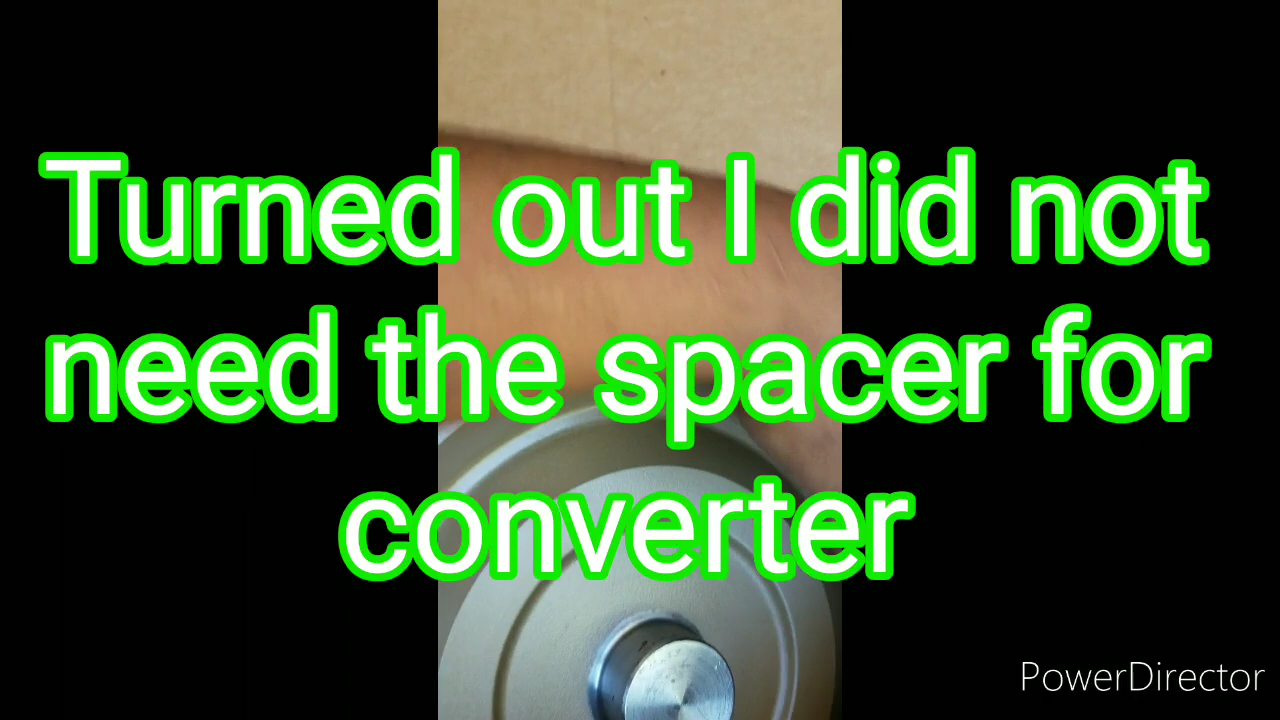 Turned out I did not
need the spacer for
converter
PowerDirector